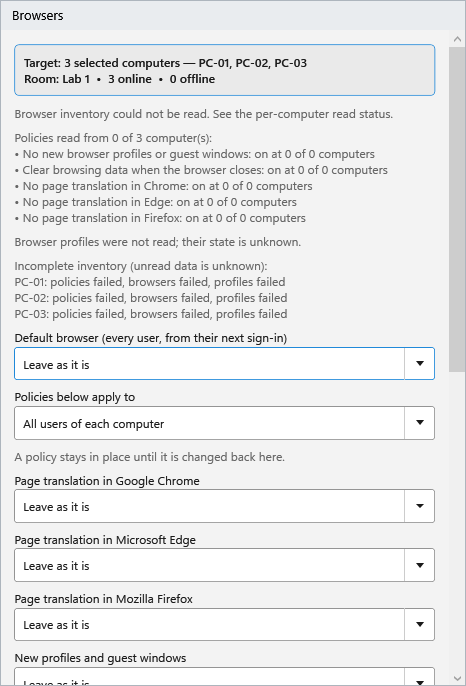 Browsers
Target: 3 selected computers — PC-01, PC-02, PC-03
Room: Lab 1 • 3 online • 0 offline
Browser inventory could not be read. See the per-computer read status.
Policies read from 0 of 3 computer(s):
• No new browser profiles or guest windows: on at 0 of 0 computers
• Clear browsing data when the browser closes: on at 0 of 0 computers
• No page translation in Chrome: on at 0 of 0 computers
• No page translation in Edge: on at 0 of 0 computers
• No page translation in Firefox: on at 0 of 0 computers
Browser profiles were not read; their state is unknown.
Incomplete inventory (unread data is unknown):
PC-01: policies failed, browsers failed, profiles failed
PC-02: policies failed, browsers failed, profiles failed
PC-03: policies failed, browsers failed, profiles failed
Default browser (every user, from their next sign-in)
Leave as it is
Policies below apply to
All users of each computer
A policy stays in place until it is changed back here.
Page translation in Google Chrome
Leave as it is
Page translation in Microsoft Edge
Leave as it is
Page translation in Mozilla Firefox
Leave as it is
New profiles and guest windows
Leave as it is